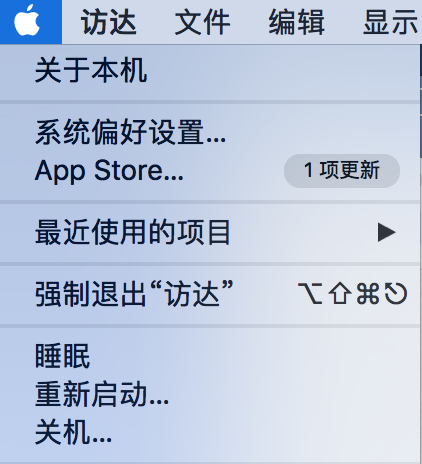 访达 文件 编辑 显示
关于本机
系统偏好设置...
App Store... 1 项更新
最近使用的项目 ▶
强制退出“访达” ⌥⇧⌘⎋
睡眠
重新启动...
关机...